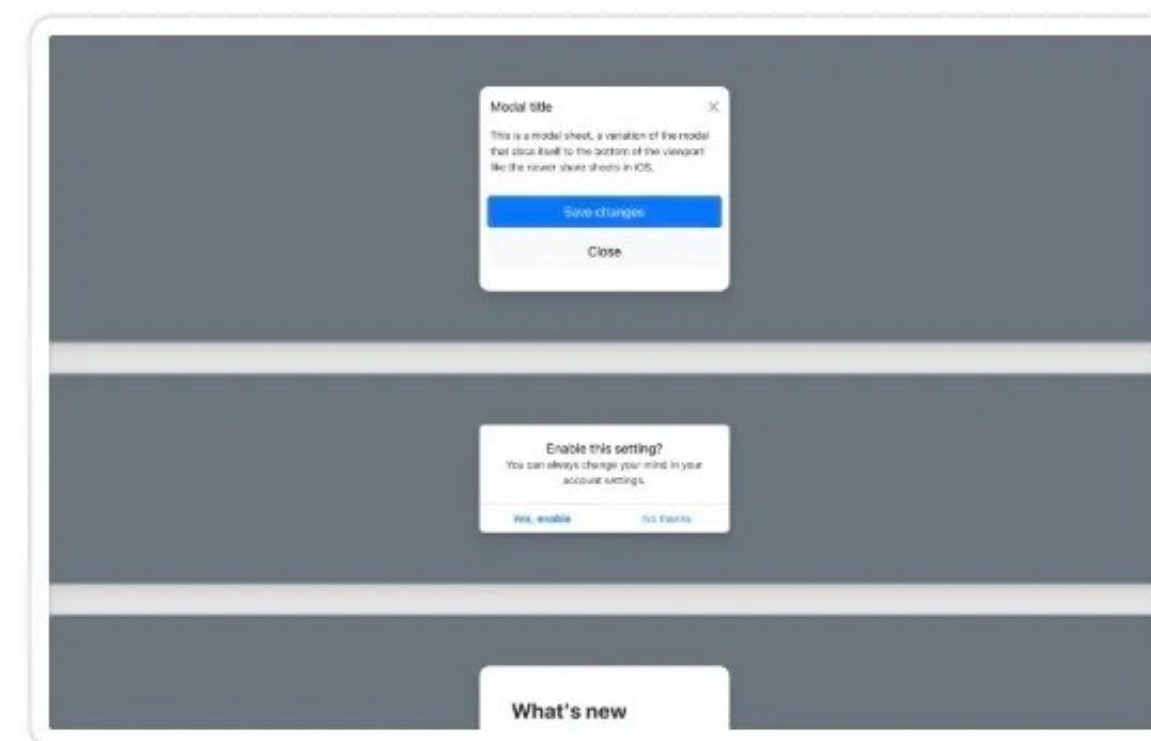 Modal title
This is a modal sheet, a variation of the modal
that docs itself to the bottom of the viewport
like the newer share sheets in iOS.
Save changes
Close
Enable this setting?
You can always change your mind in your
account settings.
Yes, enable
No thanks
What's new